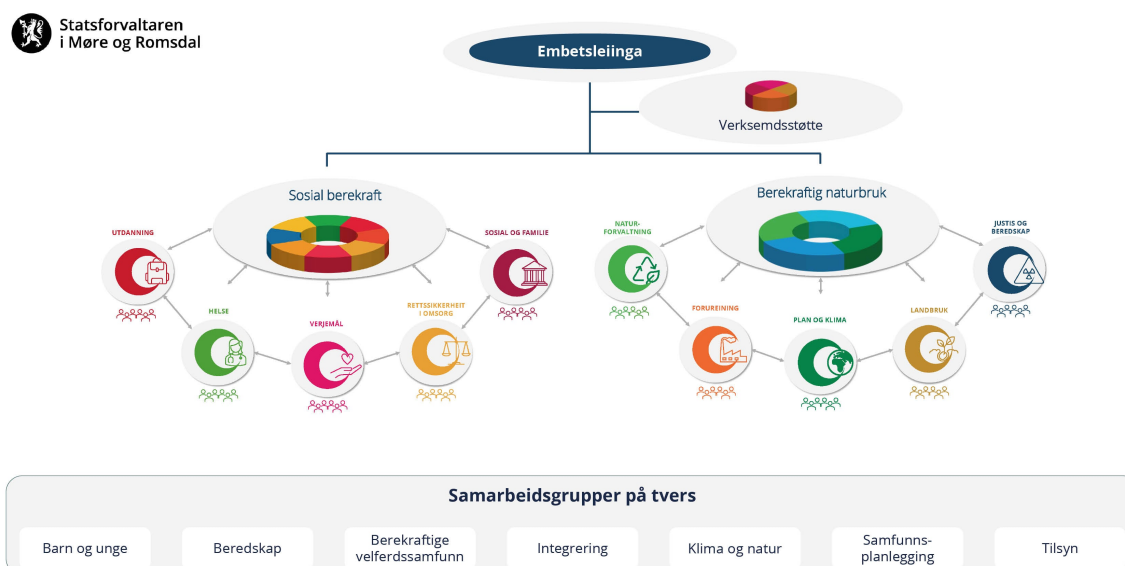 Statsforvaltaren
i Møre og Romsdal
Embetsleiinga
Verksemdsstøtte
Sosial berekraft
Berekraftig naturbruk
UTDANNING
SOSIAL OG FAMILIE
NATUR-
FORVALTNING
JUSTIS OG
BEREDSKAP
HELSE
VERJEMÅL
RETTSSIKKERHEIT
I OMSORG
FORUREINING
PLAN OG KLIMA
LANDBRUK
Samarbeidsgrupper på tvers
Barn og unge
Beredskap
Berekraftige
velferdssamfunn
Integrering
Klima og natur
Samfunns-
planlegging
Tilsyn